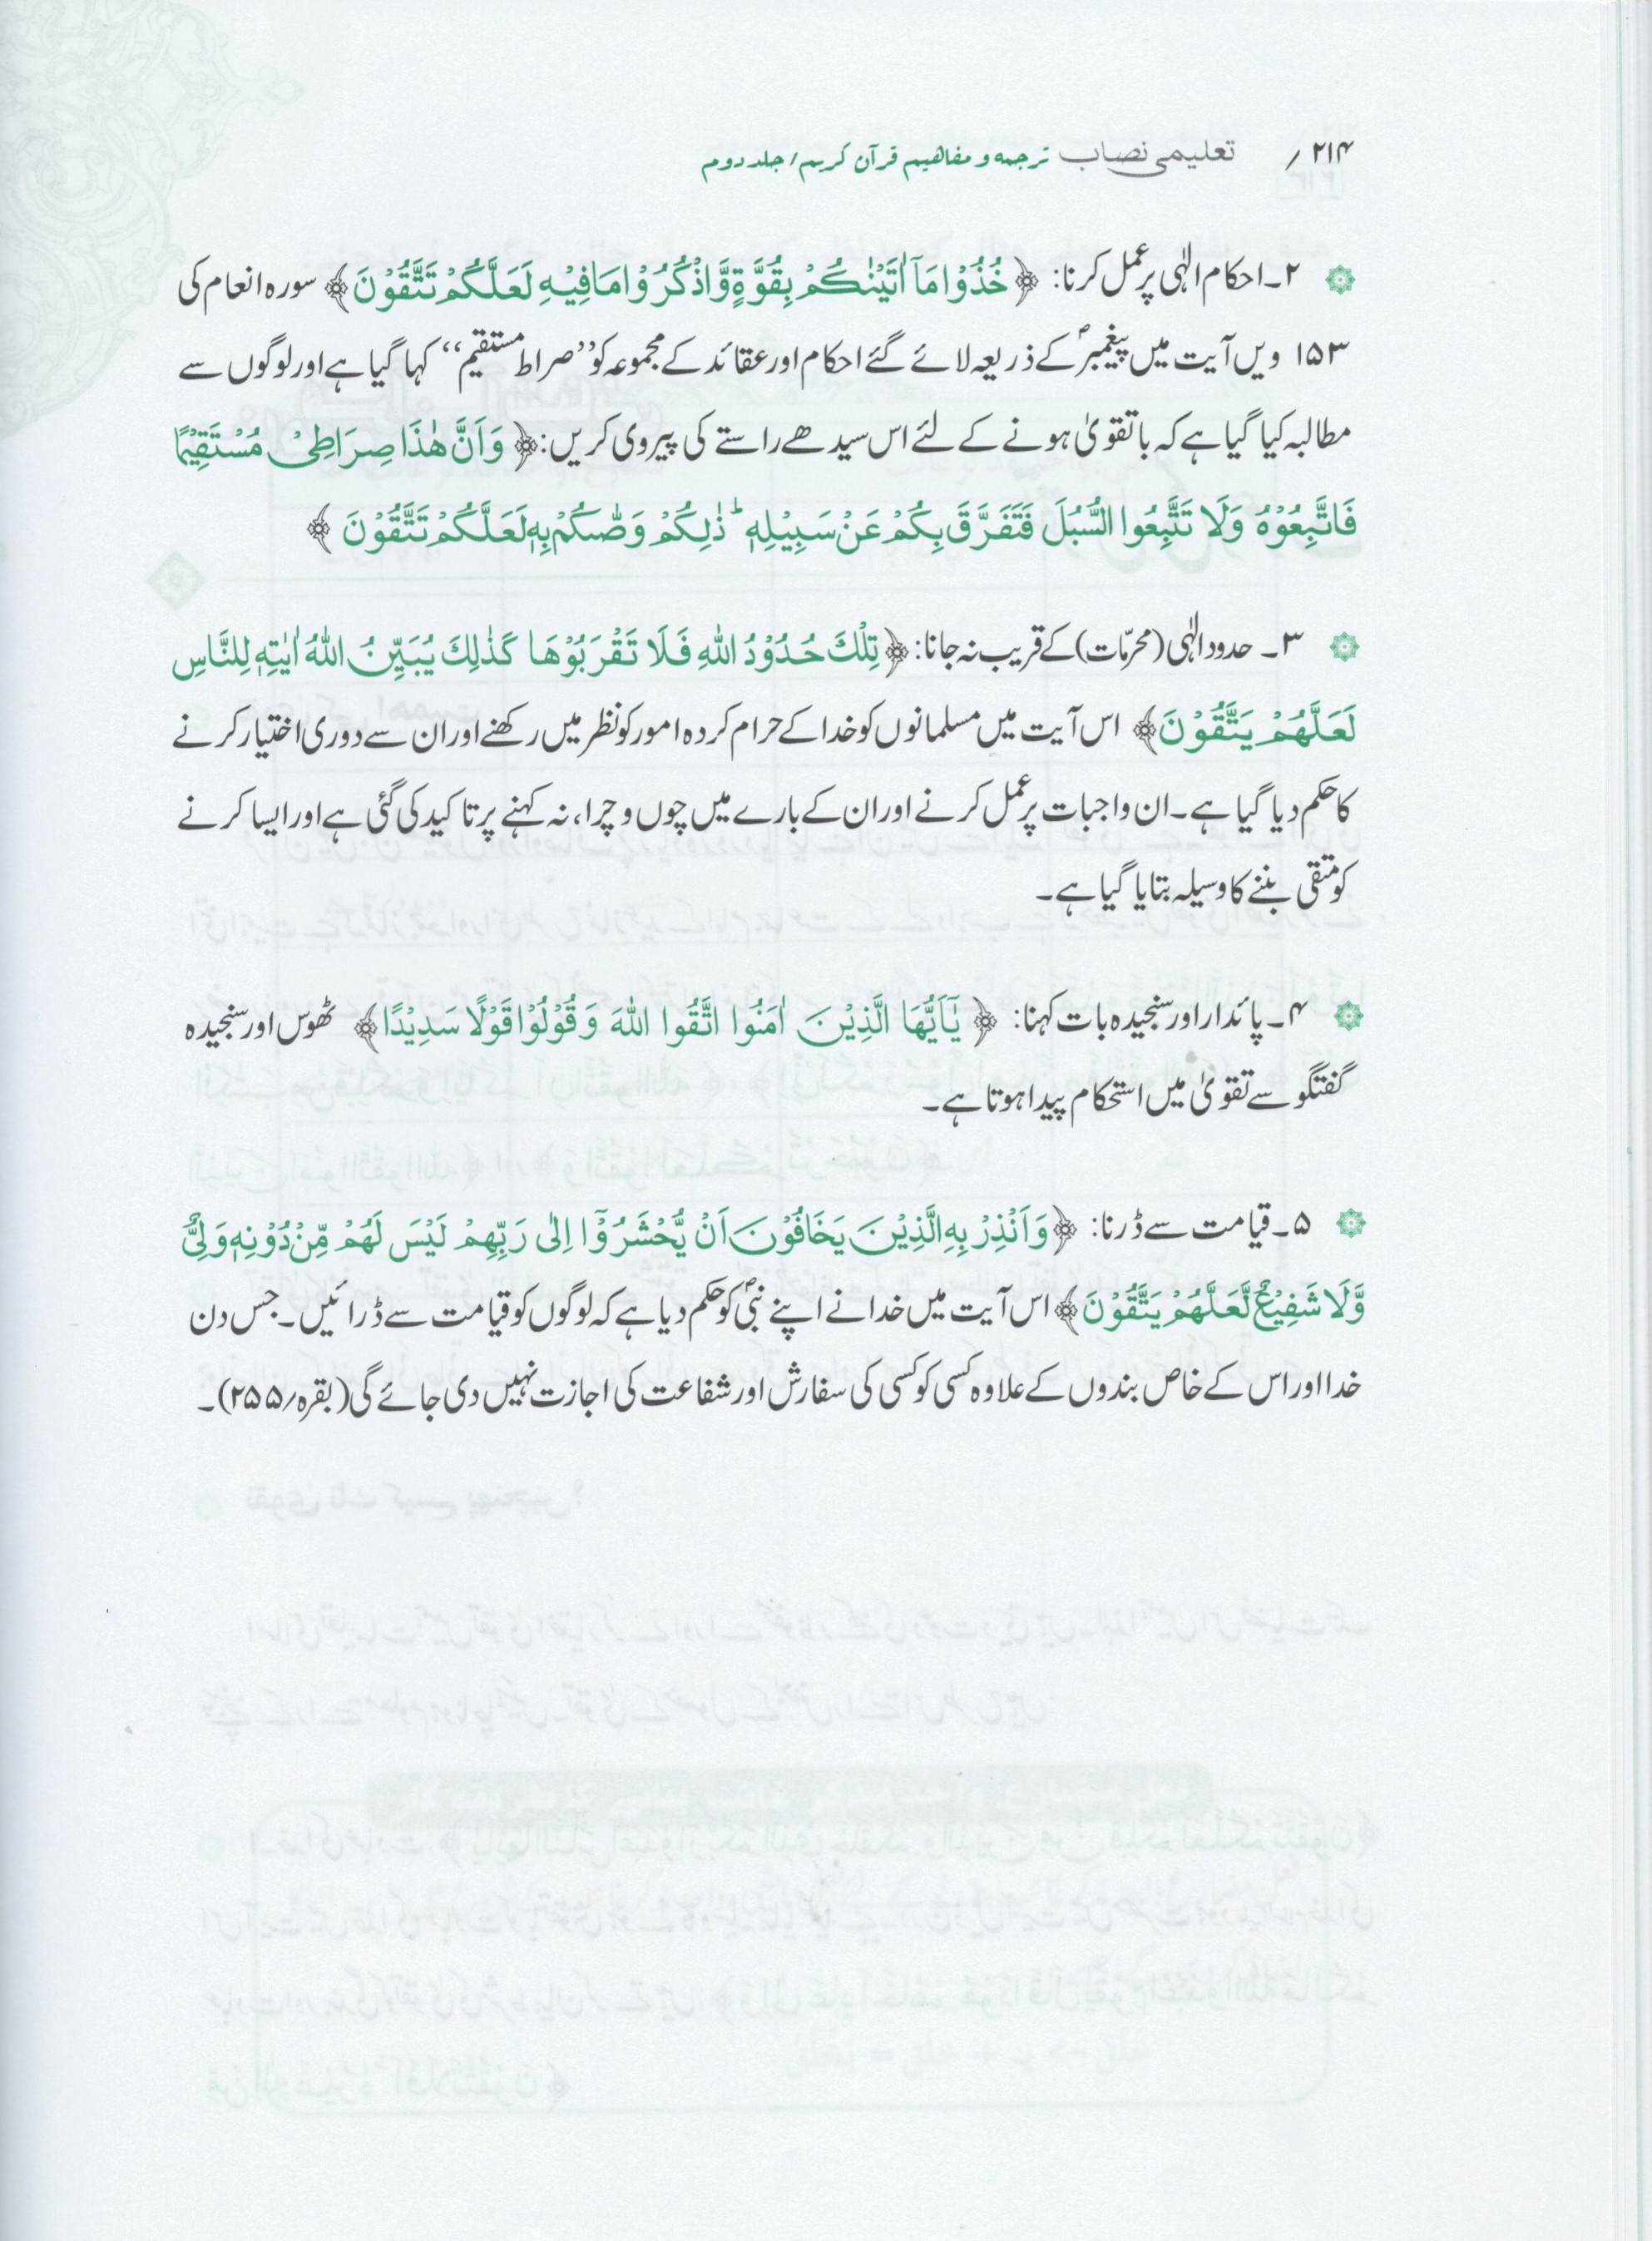 ۲۱۴ / تعلیمی نصاب ترجمہ و مفاهیم قرآن کریم / جلد دوم
۲۔ احکام الٰہی پر عمل کرنا: ﴿خُذُوْا مَآ اٰتَيْنٰكُمْ بِقُوَّةٍ وَّاذْكُرُوْا مَا فِيْهِ لَعَلَّكُمْ تَتَّقُوْنَ﴾ سورہ انعام کی
۱۵۳ ویں آیت میں پیغمبرؐ کے ذریعہ لائے گئے احکام اور عقائد کے مجموعہ کو ’’صراط مستقیم‘‘ کہا گیا ہے اور لوگوں سے
مطالبہ کیا گیا ہے کہ باتقویٰ ہونے کے لئے اس سیدھے راستے کی پیروی کریں: ﴿وَاَنَّ هٰذَا صِرَاطِيْ مُسْتَقِيْمًا
فَاتَّبِعُوْهُ وَلَا تَتَّبِعُوا السُّبُلَ فَتَفَرَّقَ بِكُمْ عَنْ سَبِيْلِهٖ ؕ ذٰلِكُمْ وَصّٰىكُمْ بِهٖ لَعَلَّكُمْ تَتَّقُوْنَ﴾
۳۔ حدود الٰہی (محرّمات) کے قریب نہ جانا: ﴿تِلْكَ حُدُوْدُ اللّٰهِ فَلَا تَقْرَبُوْهَا كَذٰلِكَ يُبَيِّنُ اللّٰهُ اٰيٰتِهٖ لِلنَّاسِ
لَعَلَّهُمْ يَتَّقُوْنَ﴾ اس آیت میں مسلمانوں کو خدا کے حرام کردہ امور کو نظر میں رکھنے اور ان سے دوری اختیار کرنے
کا حکم دیا گیا ہے۔ ان واجبات پر عمل کرنے اور ان کے بارے میں چوں و چرا، نہ کہنے پر تاکید کی گئی ہے اور ایسا کرنے
کو متقی بننے کا وسیلہ بتایا گیا ہے۔
۴۔ پائدار اور سنجیدہ بات کہنا: ﴿يٰٓاَيُّهَا الَّذِيْنَ اٰمَنُوا اتَّقُوا اللّٰهَ وَقُوْلُوْا قَوْلًا سَدِيْدًا﴾ ٹھوس اور سنجیدہ
گفتگو سے تقویٰ میں استحکام پیدا ہوتا ہے۔
۵۔ قیامت سے ڈرنا: ﴿وَاَنْذِرْ بِهِ الَّذِيْنَ يَخَافُوْنَ اَنْ يُّحْشَرُوْٓا اِلٰى رَبِّهِمْ لَيْسَ لَهُمْ مِّنْ دُوْنِهٖ وَلِيٌّ
وَّلَا شَفِيْعٌ لَّعَلَّهُمْ يَتَّقُوْنَ﴾ اس آیت میں خدا نے اپنے نبیؐ کو حکم دیا ہے کہ لوگوں کو قیامت سے ڈرائیں۔ جس دن
خدا اور اس کے خاص بندوں کے علاوہ کسی کو کسی کی سفارش اور شفاعت کی اجازت نہیں دی جائے گی (بقرہ/۲۵۵)۔